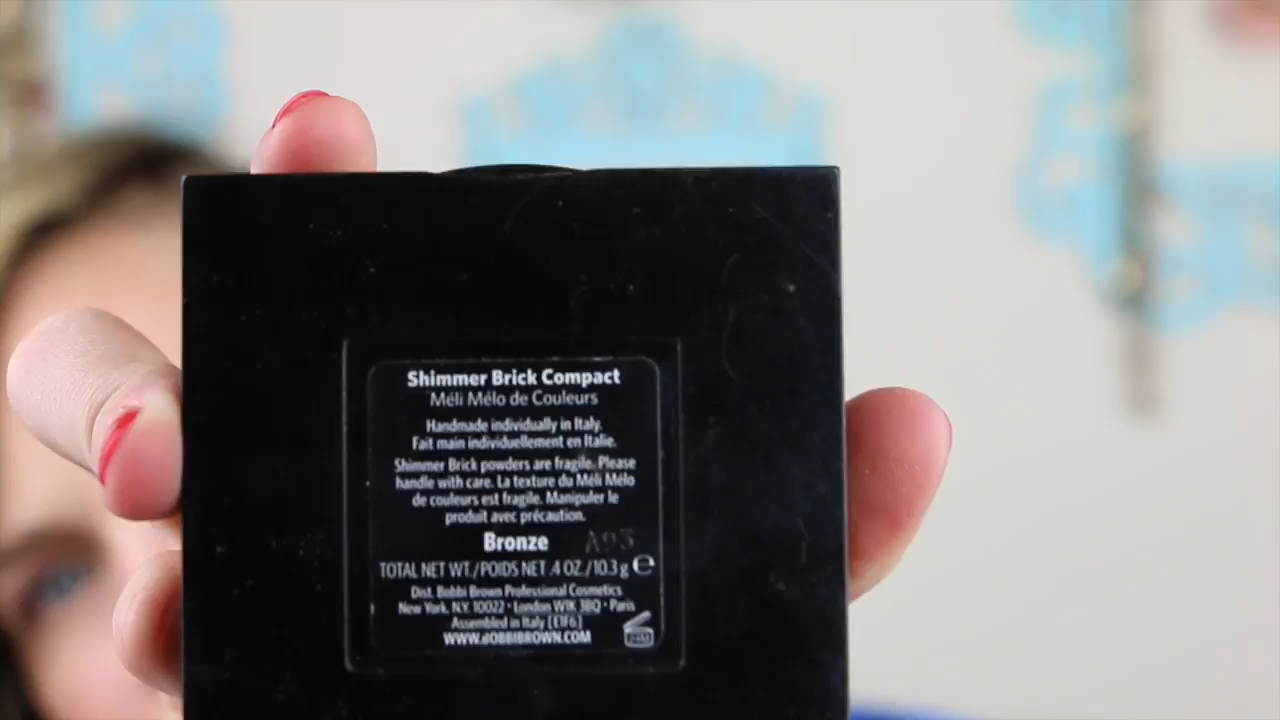 Shimmer Brick Compact
Méli Mélo de Couleurs
Handmade individually in Italy.
Fait main individuellement en Italie.
Shimmer Brick powders are fragile. Please
handle with care. La texture du Méli Mélo
de couleurs est fragile. Manipuler le
produit avec précaution.
Bronze A93
TOTAL NET WT./POIDS NET .4 OZ./10.3 g e
Dist. Bobbi Brown Professional Cosmetics
New York, N.Y. 10022 • London W1K 3BQ • Paris
Assembled in Italy [E1F6]
WWW.BOBBIBROWN.COM